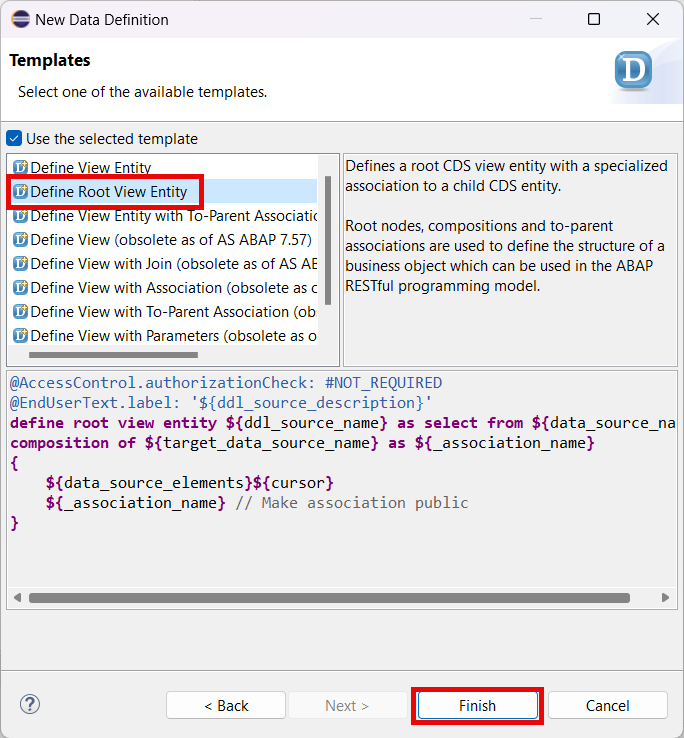 New Data Definition
Templates
Select one of the available templates.
D
Use the selected template
Define View Entity
Define Root View Entity
Define View Entity with To-Parent Associatio
Define View (obsolete as of AS ABAP 7.57)
Define View with Join (obsolete as of AS AB
Define View with Association (obsolete as o
Define View with To-Parent Association (ob
Define View with Parameters (obsolete as o
Defines a root CDS view entity with a specialized
association to a child CDS entity.
Root nodes, compositions and to-parent
associations are used to define the structure of a
business object which can be used in the ABAP
RESTful programming model.
@AccessControl.authorizationCheck: #NOT_REQUIRED
@EndUserText.label: '${ddl_source_description}'
define root view entity ${ddl_source_name} as select from ${data_source_na
composition of ${target_data_source_name} as ${_association_name}
{
${data_source_elements}${cursor}
${_association_name} // Make association public
}
?
< Back
Next >
Finish
Cancel